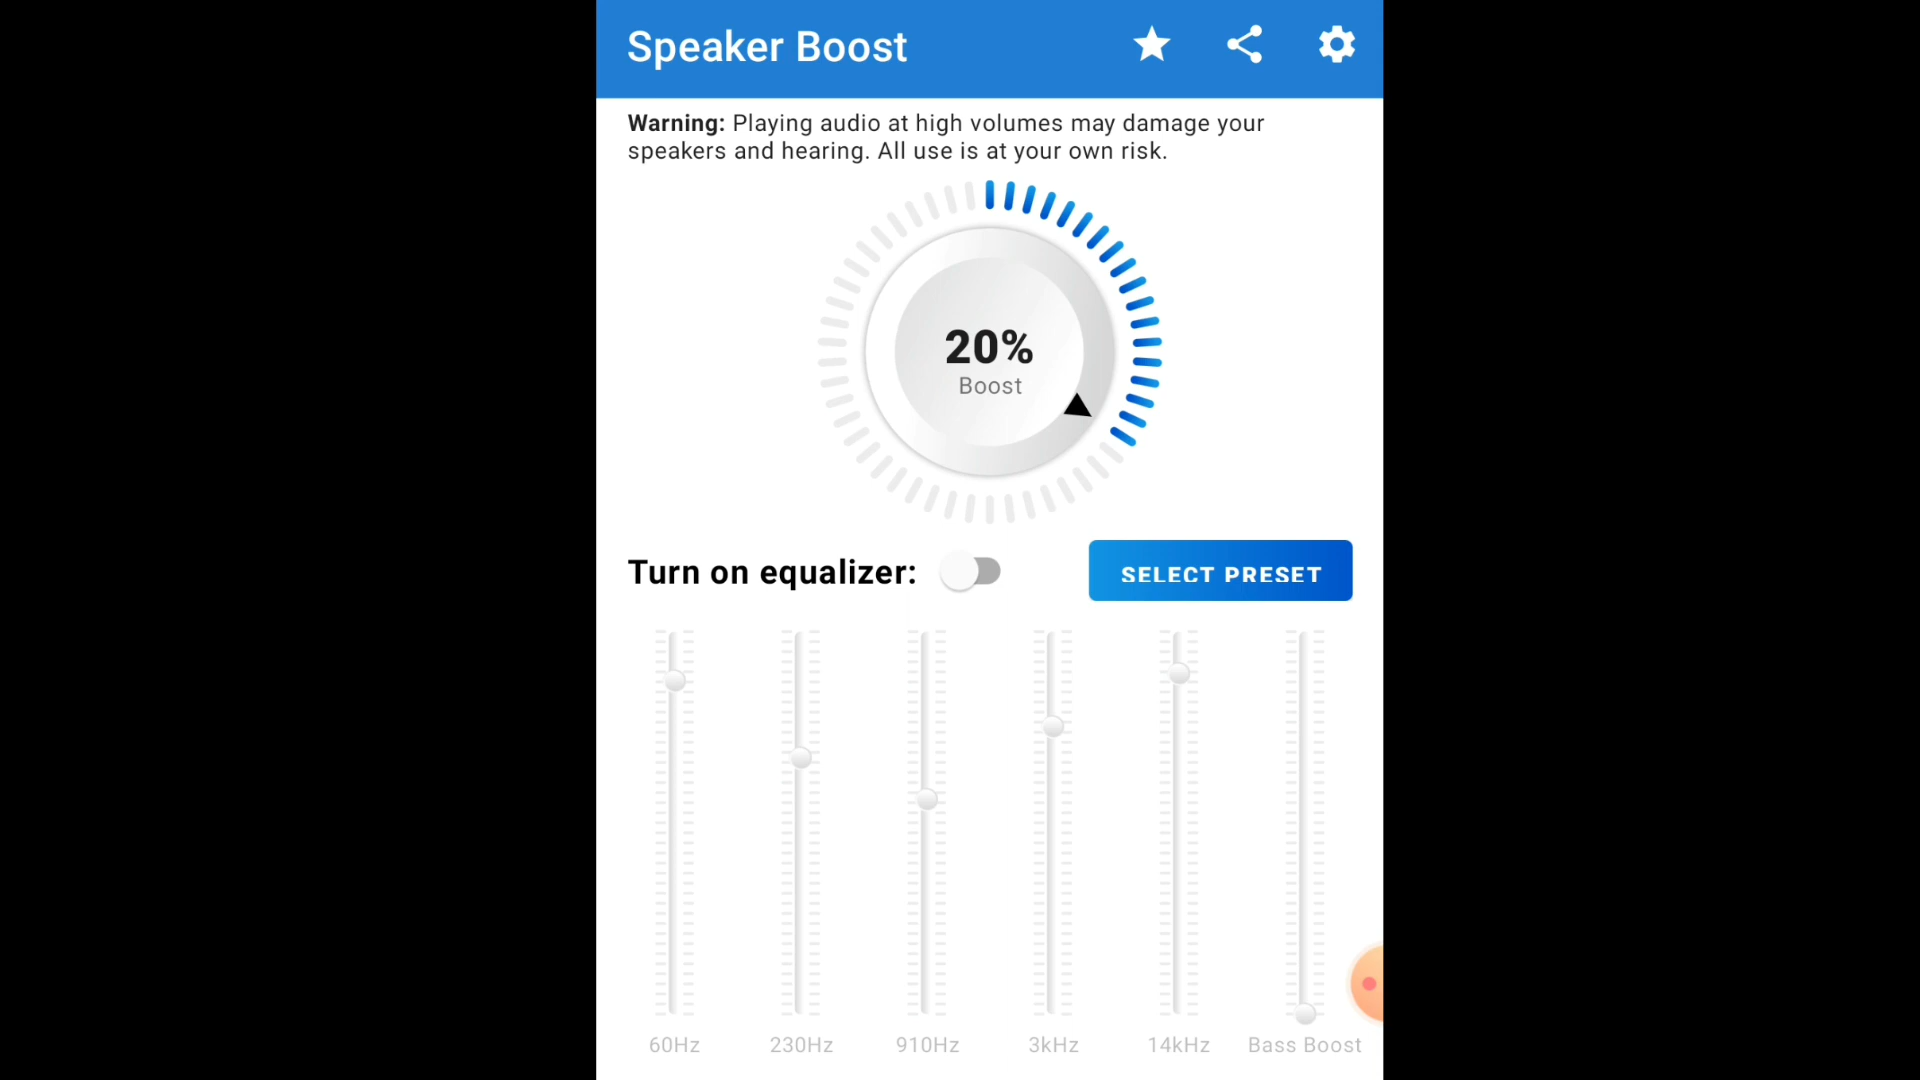 Speaker Boost
Warning: Playing audio at high volumes may damage your
speakers and hearing. All use is at your own risk.
20%
Boost
Turn on equalizer:
SELECT PRESET
60Hz 230Hz 910Hz 3kHz 14kHz Bass Boost